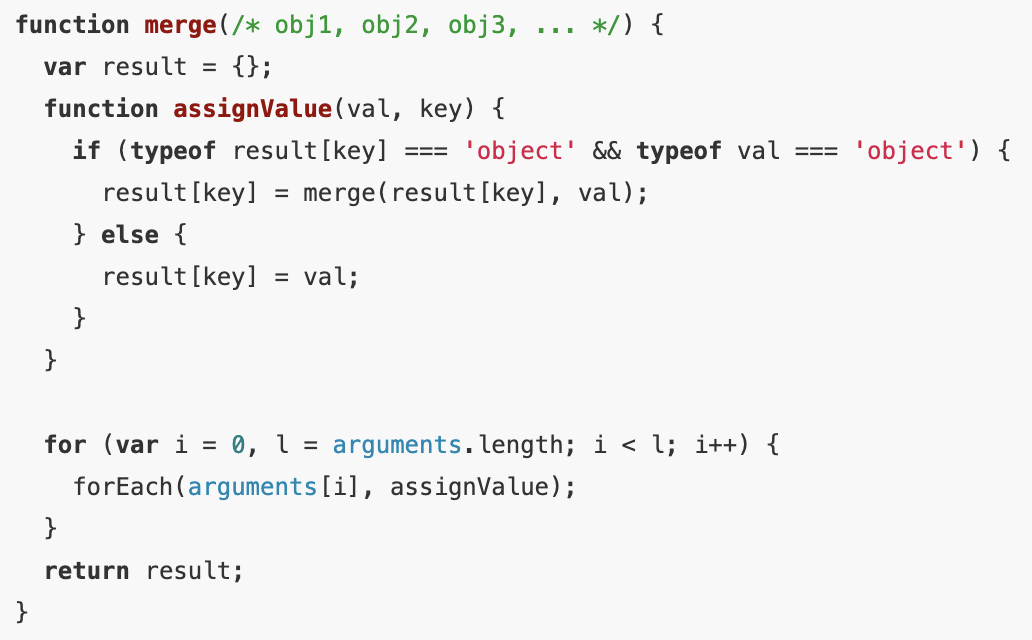 function merge(/* obj1, obj2, obj3, ... */) {
  var result = {};
  function assignValue(val, key) {
    if (typeof result[key] === 'object' && typeof val === 'object') {
      result[key] = merge(result[key], val);
    } else {
      result[key] = val;
    }
  }

  for (var i = 0, l = arguments.length; i < l; i++) {
    forEach(arguments[i], assignValue);
  }
  return result;
}